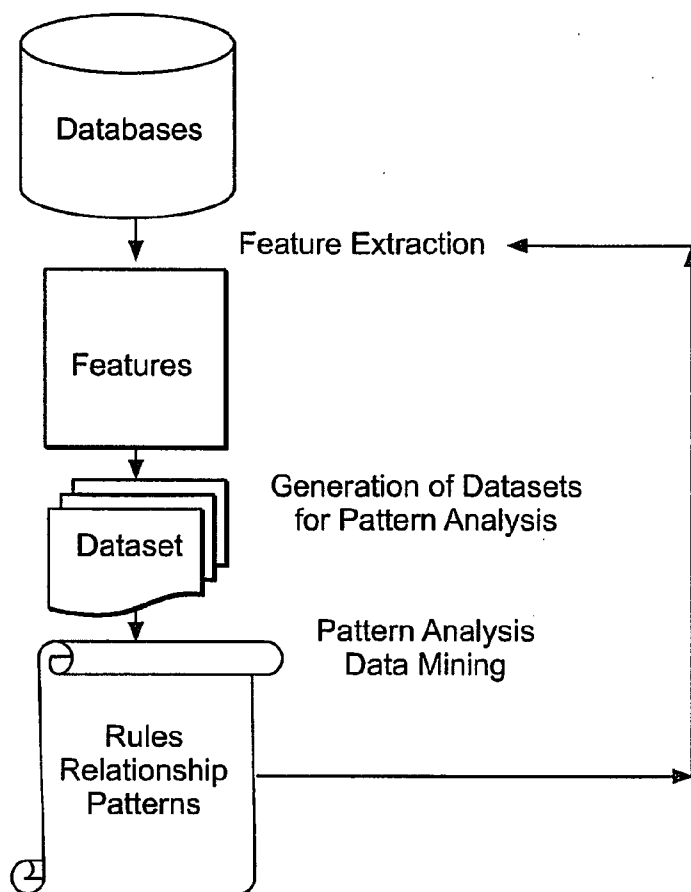 Databases
Feature Extraction
Features
Generation of Datasets
for Pattern Analysis
Dataset
Pattern Analysis
Data Mining
Rules
Relationship
Patterns